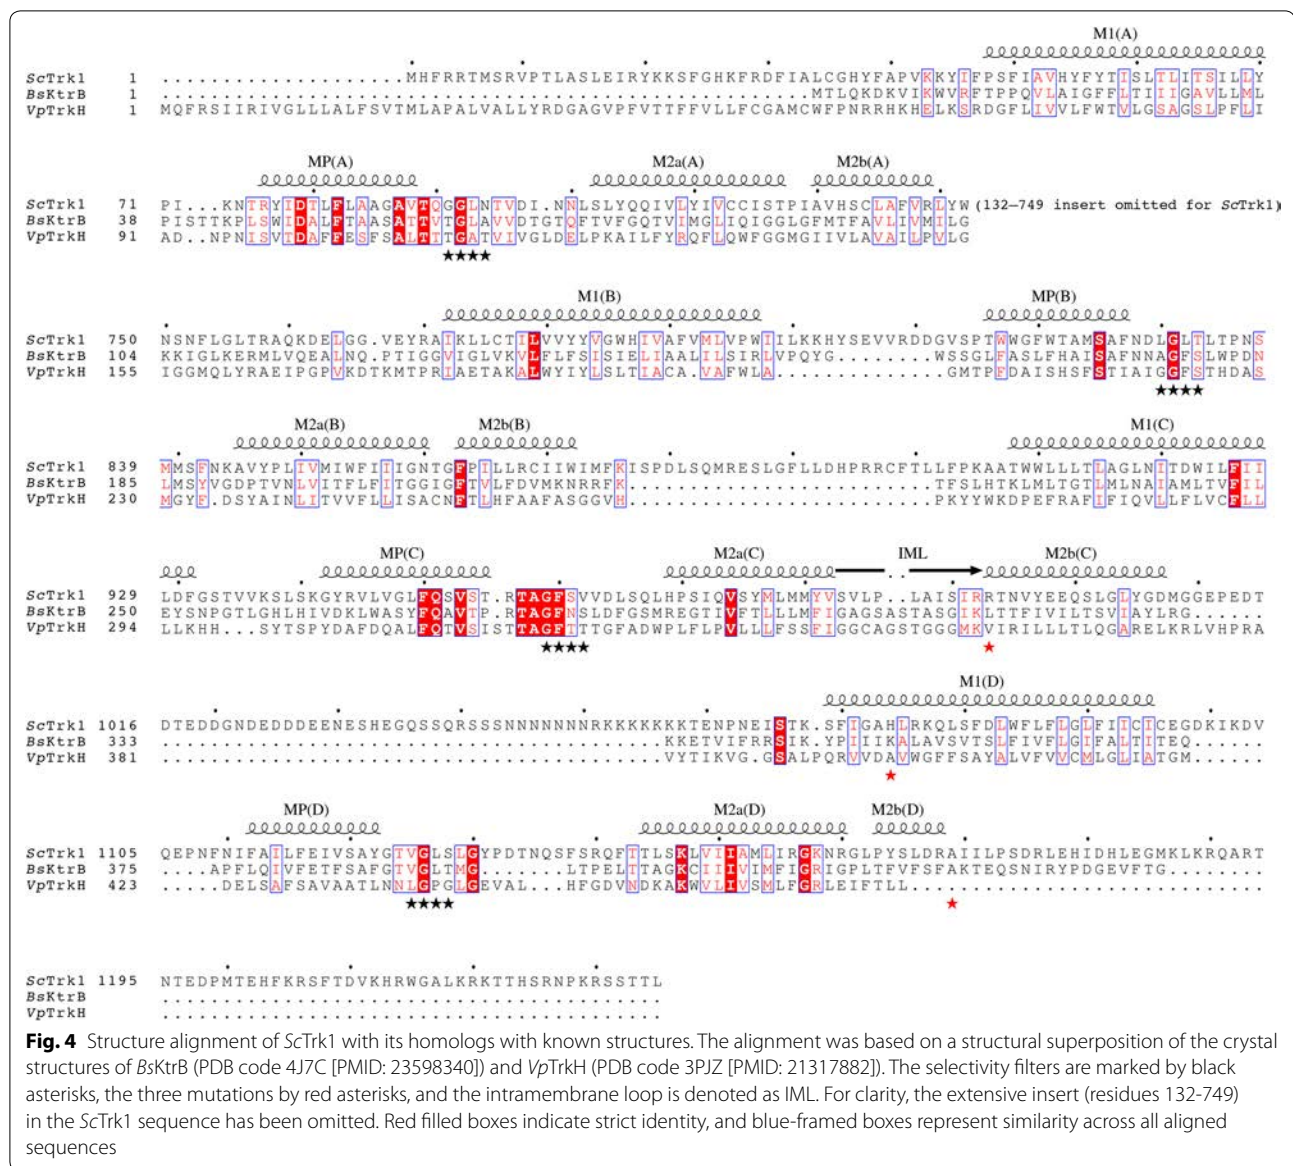 M1(A)
ScTrk1 1 .....................MHFRRTMSRVPTLASLEIRYKKSFGHKFRDFIALCGHYFAPVKKYIFPSFIAVHYFYTISLTLITSILLY
BsKtrB 1 ......................................................MTLQKDKVIKWVRFTPPQVLAIGFFLTIIIGAVLLML
VpTrkH 1 MQFRSIIRIVGLLLALFSVTMLAPALVALLYRDGAGVPFVTTFFVLLFCGAMCWFPNRRHKHELKSRDGFLIVVLFWTVLGSAGSLPFLI
MP(A) M2a(A) M2b(A)
ScTrk1 71 PI...KNTRYIDTLFLAAGAVTQGGLNTVDI.NNLSLYQQIVLYIVCCISTPIAVHSCLAFVRLYW (132–749 insert omitted for ScTrk1)
BsKtrB 38 PISTTKPLSWIDALFTAASATTVTGLAVVDTGTQFTVFGQTVIMGLIQIGGLGFMTFAVLIVMILG
VpTrkH 91 AD..NPNISVTDAFFESFSALTTTGATVIVGLDELPKAILFYRQFLQWFGGMGIIVLAVAILPVLG
★★★★
M1(B) MP(B)
ScTrk1 750 NSNFLGLTRAQKDELGG.VEYRAIKLLCTILVVYYVGWHIVAFVMLVPWIILKKHYSEVVRDDGVSPTWWGFWTAMSAFNDLGLTLTPNS
BsKtrB 104 KKIGLKERMLVQEALNQ.PTIGGVIGLVKVLFLFSISIELIAALILSIRLVPQYG.......WSSGLFASLFHAISAFNNAGFSLWPDN
VpTrkH 155 IGGMQLYRAEIPGPVKDTKMTPRIAETAKALWYIYLSLTIACA.VAFWLA.............GMTPFDAISHSFSTIAIGGFSTHDAS
★★★★
M2a(B) M2b(B) M1(C)
ScTrk1 839 MMSFNKAVYPLIVMIWFIIIGNTGFPILLRCIIWIMFKISPDLSQMRESLGFLLDHPRRCFTLLFPKAATWWLLLTLAGLNITDWILFII
BsKtrB 185 LMSYVGDPTVNLVITFLFITGGIGFTVLFDVMKNRRFK.........................TFSLHTKLMLTGTLMLNAIAMLTVFIL
VpTrkH 230 MGYF.DSYAINLITVVFLLISACNFTLHFAAFASGGVH.........................PKYYWKDPEFRAFIFIQVLLFLVCFLL
MP(C) M2a(C) IML M2b(C)
ScTrk1 929 LDFGSTVVKSLSKGYRVLVGLFQSVSTRTAGFSVVDLSQLHPSIQVSYMLMMYVSVLP..LAISIRRTNVYEEQSLGLYGDMGGEPEDT
BsKtrB 250 EYSNPGTLGHLHIVDKLWASYFQAVTPRTAGFNSLDFGSMREGTIVFTLLLMFIGAGSASTASGIKLTTFIVILTSVIAYLRG......
VpTrkH 294 LLKHH...SYTSPYDAFDQALFQTVSISTTAGFTTTGFADWPLFLPVLLLFSSFIGGCAGSTGGGMKVIRILLLTLQGARELKRLVHPRA
★★★★ ★
M1(D)
ScTrk1 1016 DTEDDGNDEDDDEENESHEGQSSQRSSSNNNNNNNRKKKKKKKTENPNEISTK.SFIGAHLRKQLSFDLWFLFLGLFIICICEGDKIKDV
BsKtrB 333 .........................................KKETVIFRRSIK.YPIIIKALAVSVTSLFIVFLGIFALTITEQ......
VpTrkH 381 .........................................VYTIKVG.GSALPQRVVDAVWGFFSAYALVFVVCMLGLIATGM......
★
MP(D) M2a(D) M2b(D)
ScTrk1 1105 QEPNFNIFAILFEIVSAYGTVGLSLGYPDTNQSFSRQFTTLSKLVIIAMLIRGKNRGLPYSLDRAIILPSDRLEHIDHLEGMKLKRQART
BsKtrB 375 ...APFLQIVFETFSAFGTVGLTMG.......LTPELTTAGKCIIIVIMFIGRIGPLTFVFSFAKTEQSNIRYPDGEVFTG.........
VpTrkH 423 ....DELSAFSAVAATLNNLGPGLGEVAL...HFGDVNDKAKWVLIVSMLFGRLEIFTLL..............................
★★★★ ★
ScTrk1 1195 NTEDPMTEHFKRSFTDVKHRWGALKRKTTHSRNPKRSSTTL
BsKtrB .........................................
VpTrkH .........................................
Fig. 4 Structure alignment of ScTrk1 with its homologs with known structures. The alignment was based on a structural superposition of the crystal
structures of BsKtrB (PDB code 4J7C [PMID: 23598340]) and VpTrkH (PDB code 3PJZ [PMID: 21317882]). The selectivity filters are marked by black
asterisks, the three mutations by red asterisks, and the intramembrane loop is denoted as IML. For clarity, the extensive insert (residues 132-749)
in the ScTrk1 sequence has been omitted. Red filled boxes indicate strict identity, and blue-framed boxes represent similarity across all aligned
sequences